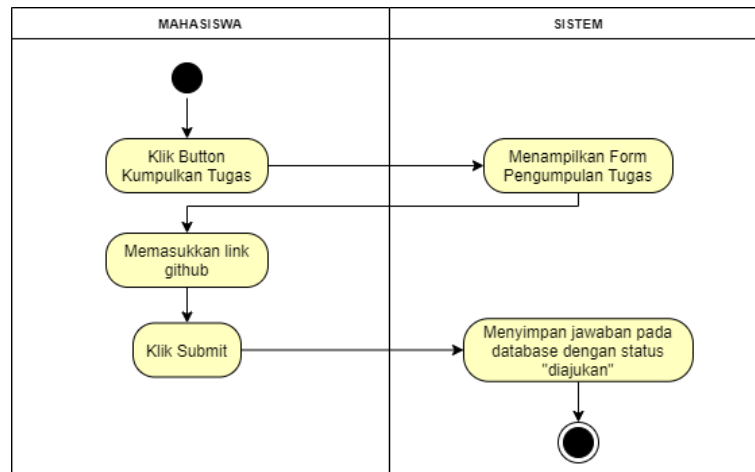 MAHASISWA
SISTEM
Klik Button
Kumpulkan Tugas
Menampilkan Form
Pengumpulan Tugas
Memasukkan link
github
Klik Submit
Menyimpan jawaban pada
database dengan status
"diajukan"